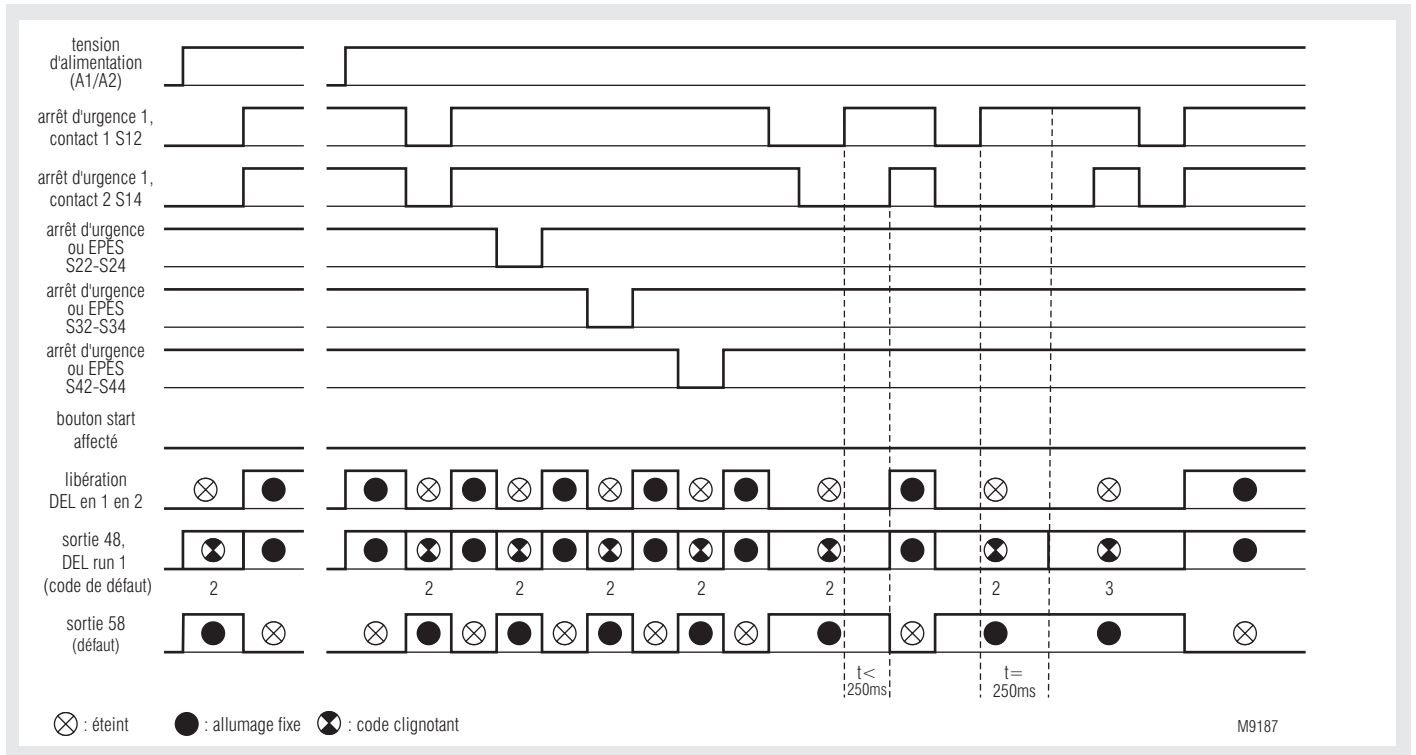 tension
d'alimentation
(A1/A2)
arrêt d'urgence 1,
contact 1 S12
arrêt d'urgence 1,
contact 2 S14
arrêt d'urgence
ou EPES
S22-S24
arrêt d'urgence
ou EPES
S32-S34
arrêt d'urgence
ou EPES
S42-S44
bouton start
affecté
libération
DEL en 1 en 2
sortie 48,
DEL run 1
(code de défaut)
2 2 2 2 2 2 2 3
sortie 58
(défaut)
t<
250ms
t=
250ms
: éteint : allumage fixe : code clignotant
M9187